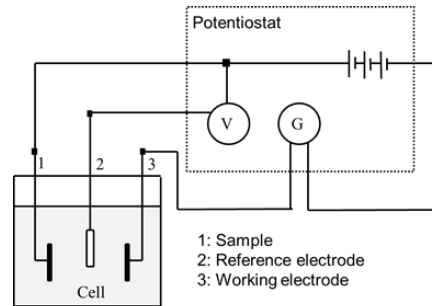 Potentiostat
V
G
1
2
3
1: Sample
2: Reference electrode
3: Working electrode
Cell